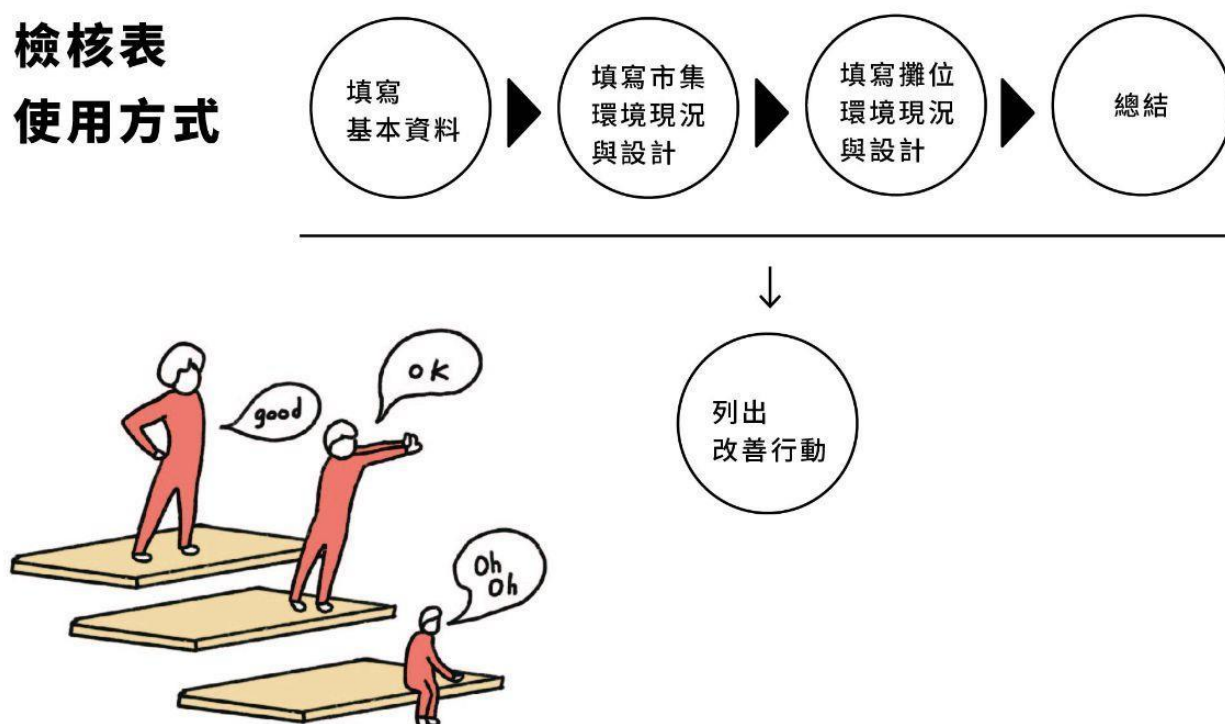 檢核表
使用方式
填寫
基本資料
填寫市集
環境現況
與設計
填寫攤位
環境現況
與設計
總結
列出
改善行動
good
OK
Oh
Oh